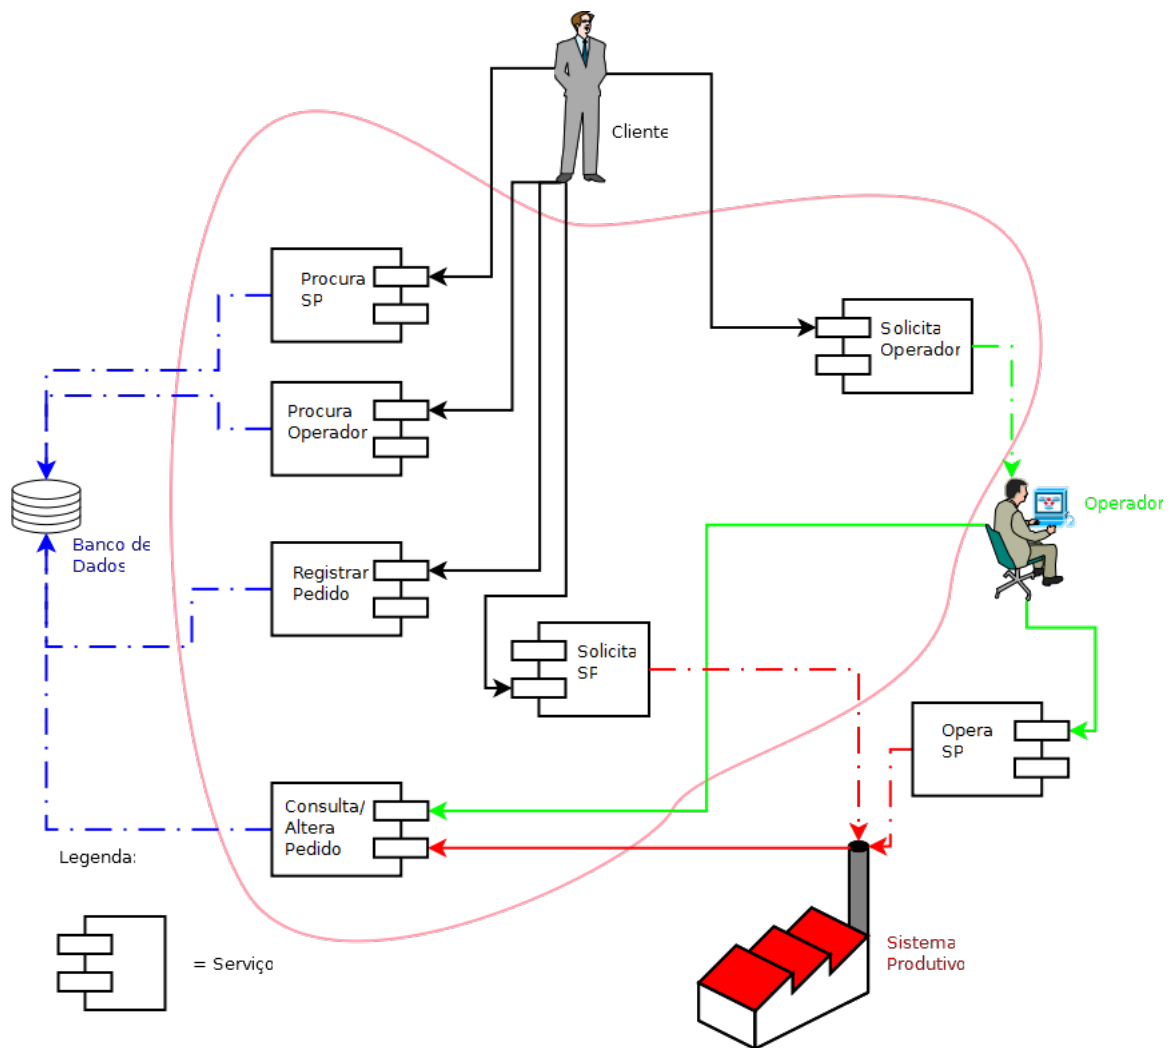 Cliente
Procura
SP
Solicita
Operador
Procura
Operador
Operador
Banco de
Dados
Registrar
Pedido
Solicita
SP
Opera
SP
Consulta/
Altera
Pedido
Legenda:
= Serviço
Sistema
Produtivo